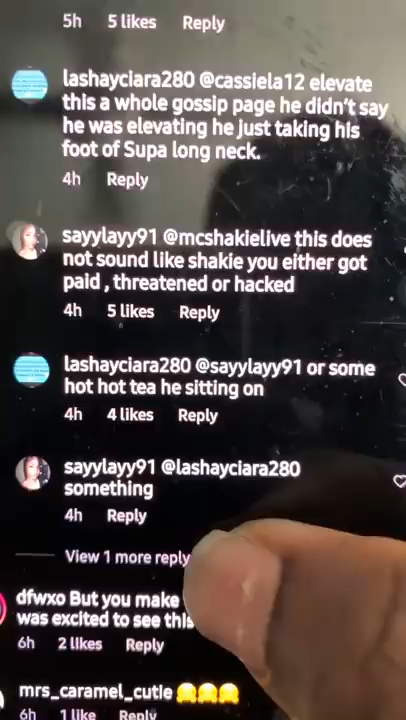 5h 5 likes Reply
lashayciara280 @cassiela12 elevate
this a whole gossip page he didn't say
he was elevating he just taking his
foot of Supa long neck.
4h Reply
sayylayy91 @mcshakielive this does
not sound like shakie you either got
paid , threatened or hacked
4h 5 likes Reply
lashayciara280 @sayylayy91 or some
hot hot tea he sitting on
4h 4 likes Reply
sayylayy91 @lashayciara280
something
4h Reply
View 1 more reply
dfwxo But you make
was excited to see this
6h 2 likes Reply
mrs_caramel_cutie 🤐🤐🤐
6h 1 like Reply